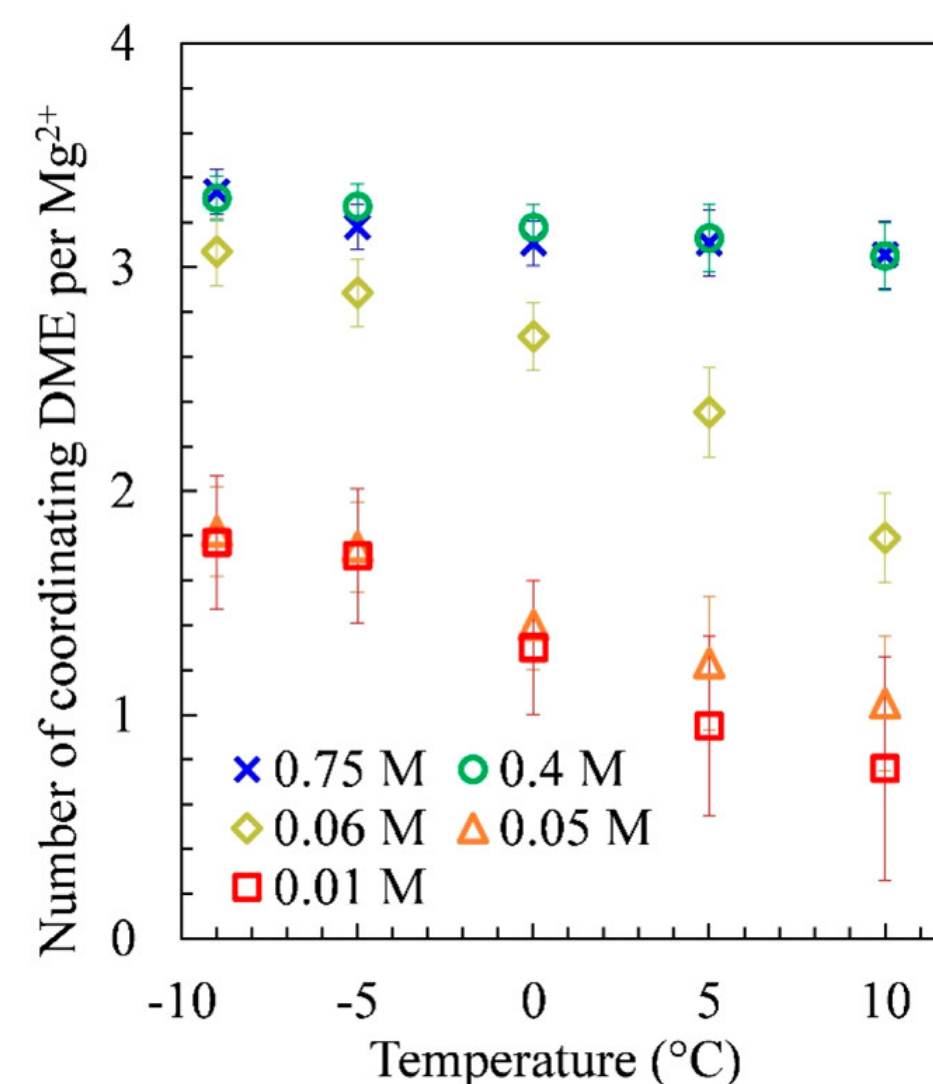 Number of coordinating DME per Mg²⁺
4
3
2
1
0
0.75 M 0.4 M
0.06 M 0.05 M
0.01 M
-10 -5 0 5 10
Temperature (°C)